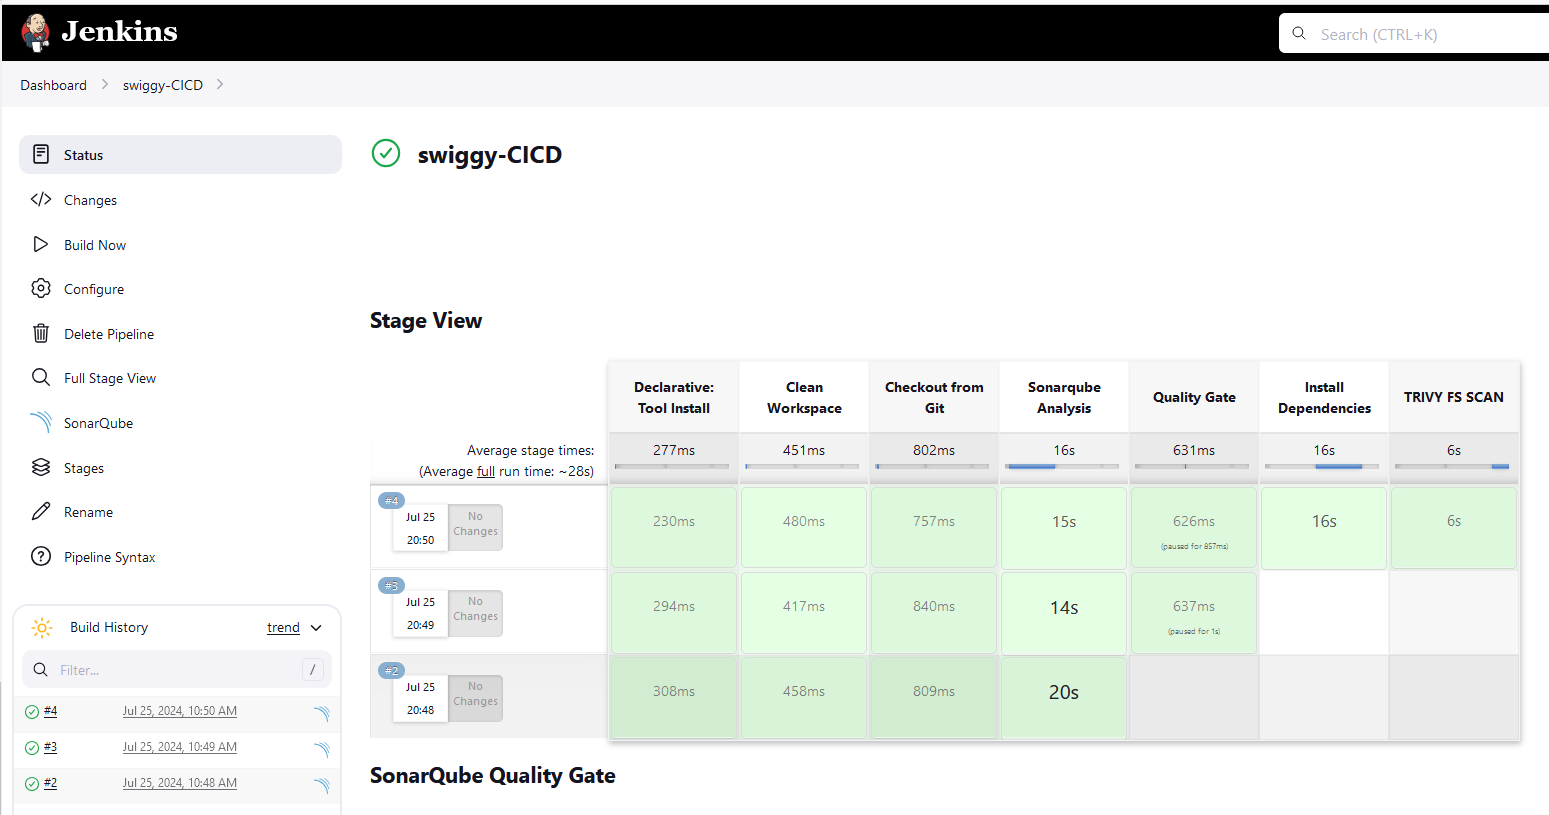 Jenkins
Search (CTRL+K)
Dashboard
swiggy-CICD
Status
Changes
Build Now
Configure
Delete Pipeline
Full Stage View
SonarQube
Stages
Rename
Pipeline Syntax
Build History
trend
Filter...
/
#4
Jul 25, 2024, 10:50 AM
#3
Jul 25, 2024, 10:49 AM
#2
Jul 25, 2024, 10:48 AM
swiggy-CICD
Stage View
Declarative:
Tool Install
Clean
Workspace
Checkout from
Git
Sonarqube
Analysis
Quality Gate
Install
Dependencies
TRIVY FS SCAN
Average stage times:
(Average full run time: ~28s)
277ms
451ms
802ms
16s
631ms
16s
6s
#4
Jul 25
20:50
No
Changes
230ms
480ms
757ms
15s
626ms
(paused for 857ms)
16s
6s
#3
Jul 25
20:49
No
Changes
294ms
417ms
840ms
14s
637ms
(paused for 1s)
#2
Jul 25
20:48
No
Changes
308ms
458ms
809ms
20s
SonarQube Quality Gate